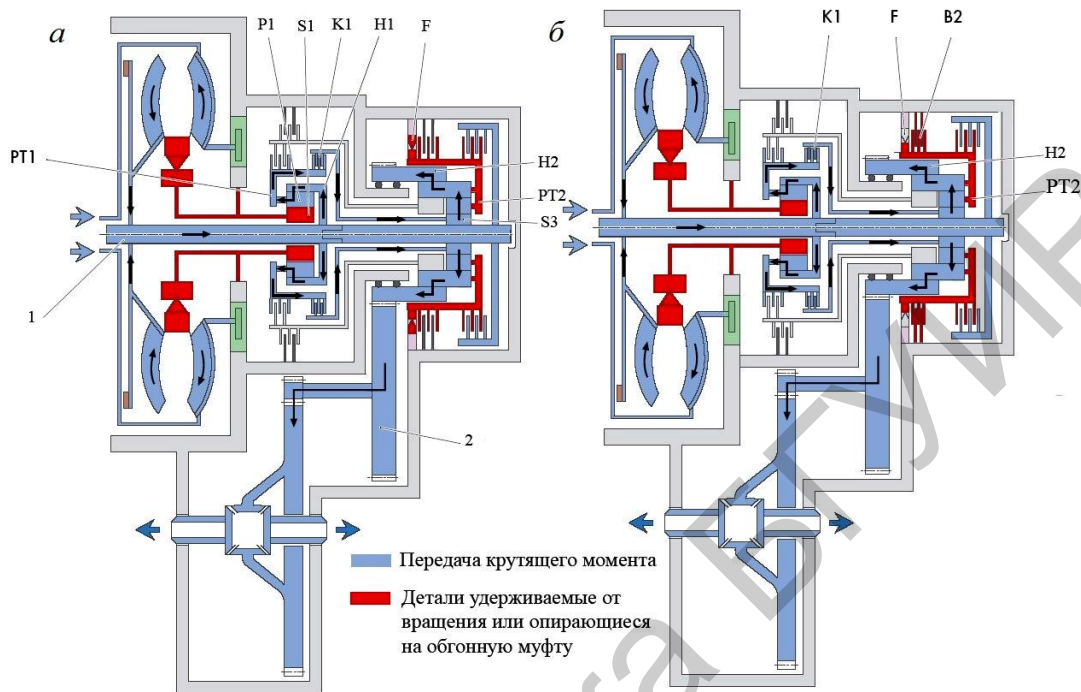 а
P1
S1
K1
H1
F
PT1
H2
PT2
S3
1
2
б
K1
F
B2
H2
PT2
Передача крутящего момента
Детали удерживаемые от
вращения или опирающиеся
на обгонную муфту
БГУИР